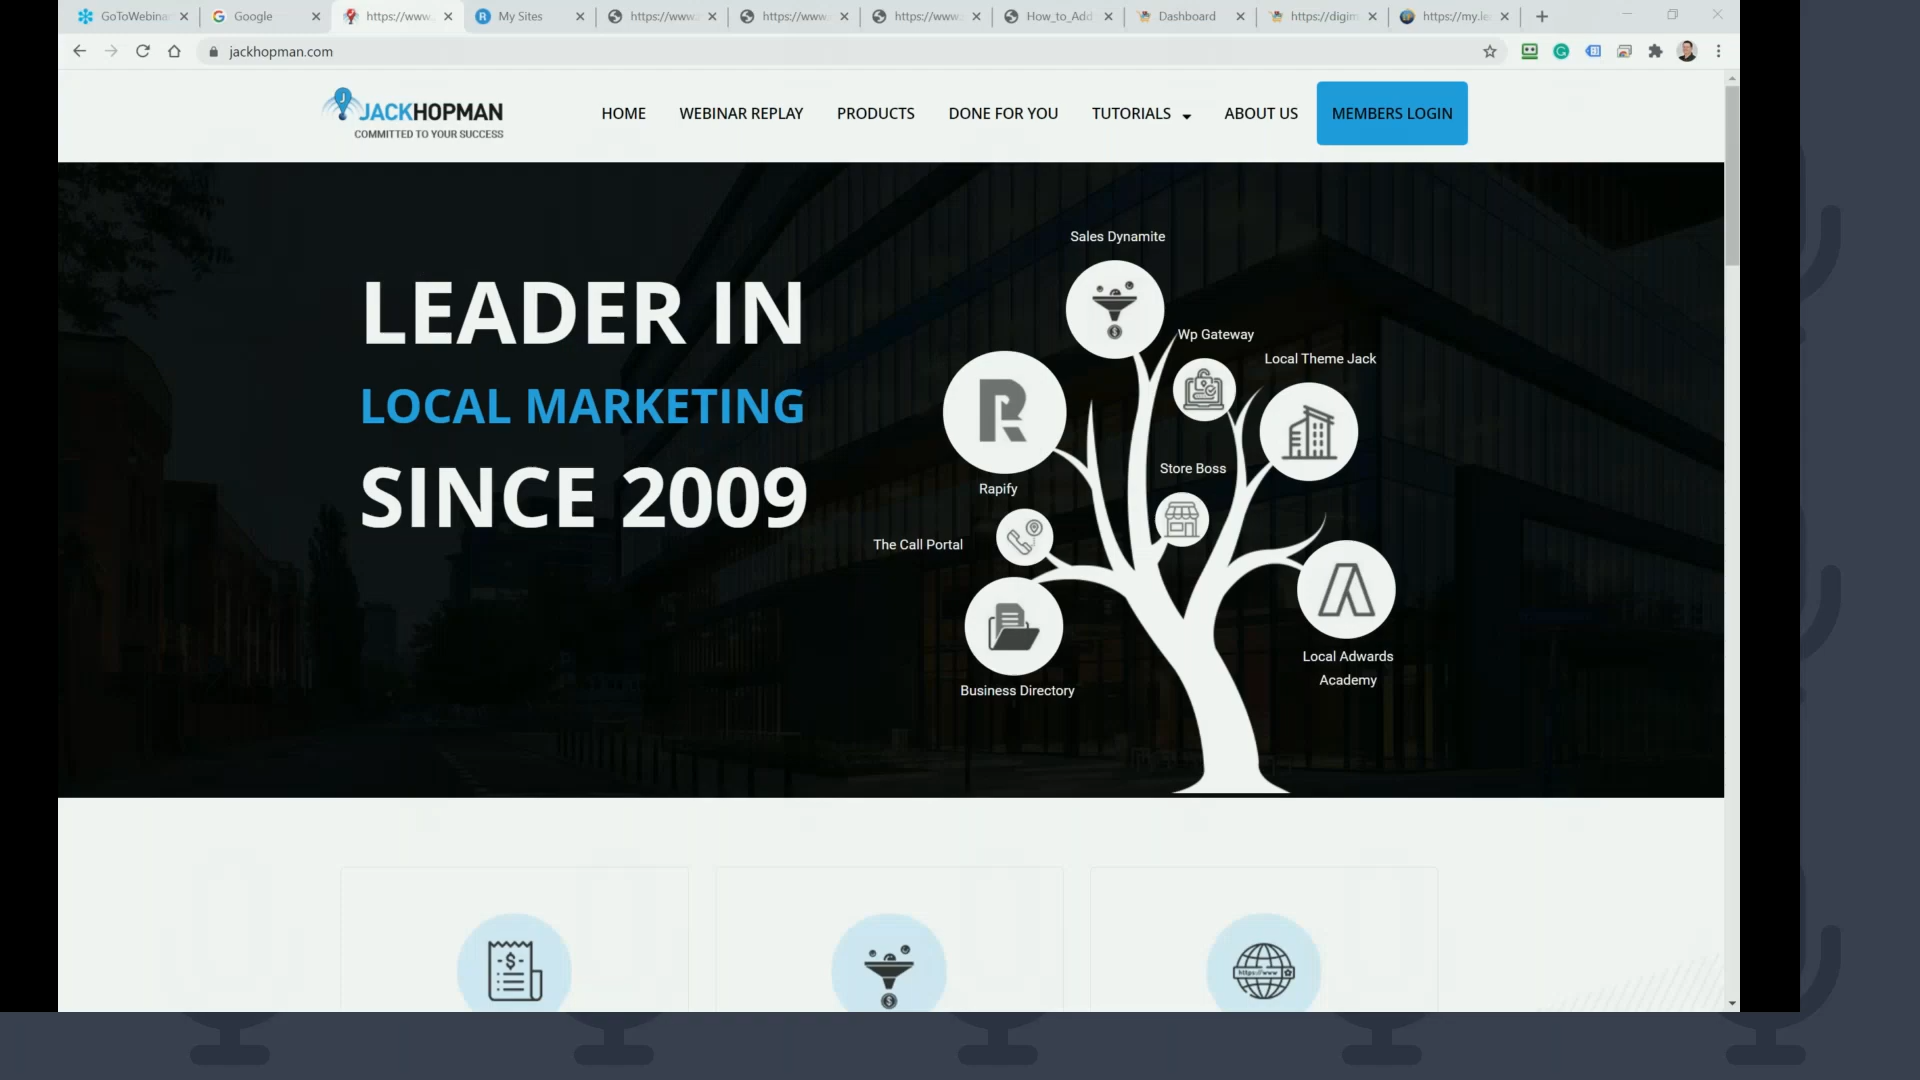 GoToWebina
Google
https://www.
My Sites
https://www
https://www
https://www
How_to_Add
Dashboard
https://digim
https://my.le
jackhopman.com
J
JACKHOPMAN
COMMITTED TO YOUR SUCCESS
HOME
WEBINAR REPLAY
PRODUCTS
DONE FOR YOU
TUTORIALS
ABOUT US
MEMBERS LOGIN
LEADER IN
LOCAL MARKETING
SINCE 2009
Sales Dynamite
Wp Gateway
Local Theme Jack
R
Rapify
Store Boss
The Call Portal
Business Directory
Local Adwards
Academy
-$-
$
https://www